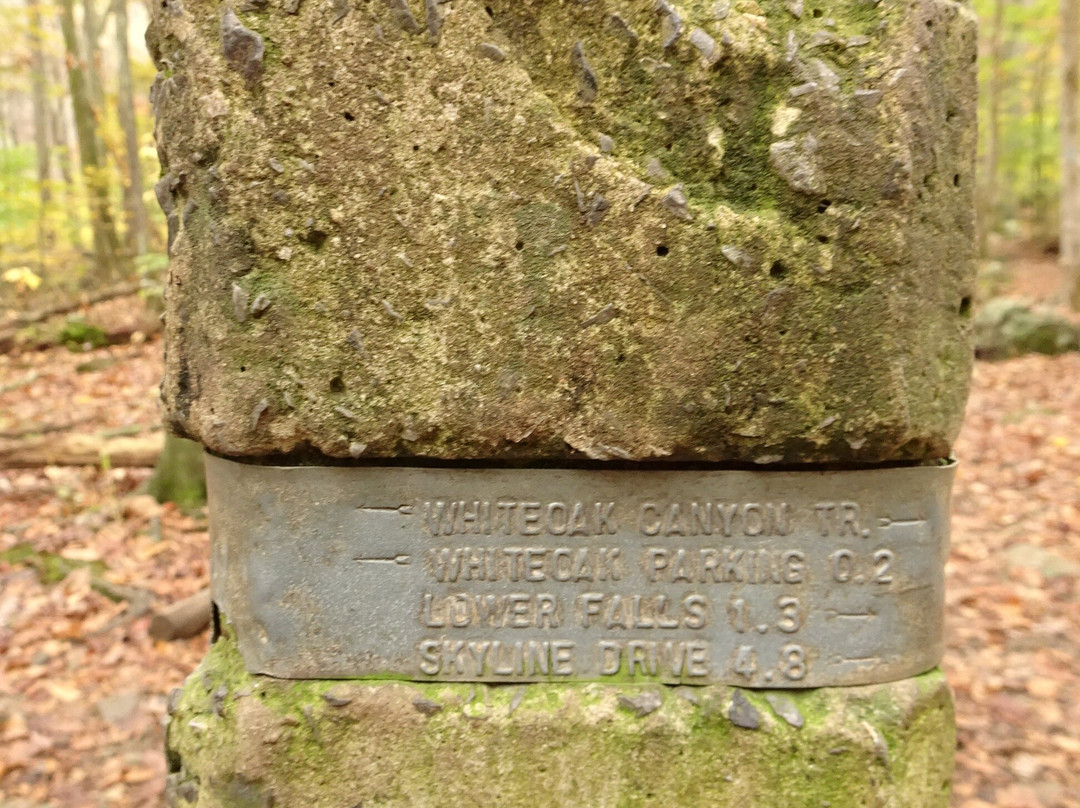 WHITEOAK CANYON TR.
WHITEOAK PARKING 0.2
LOWER FALLS 1.3
SKYLINE DRIVE 4.8